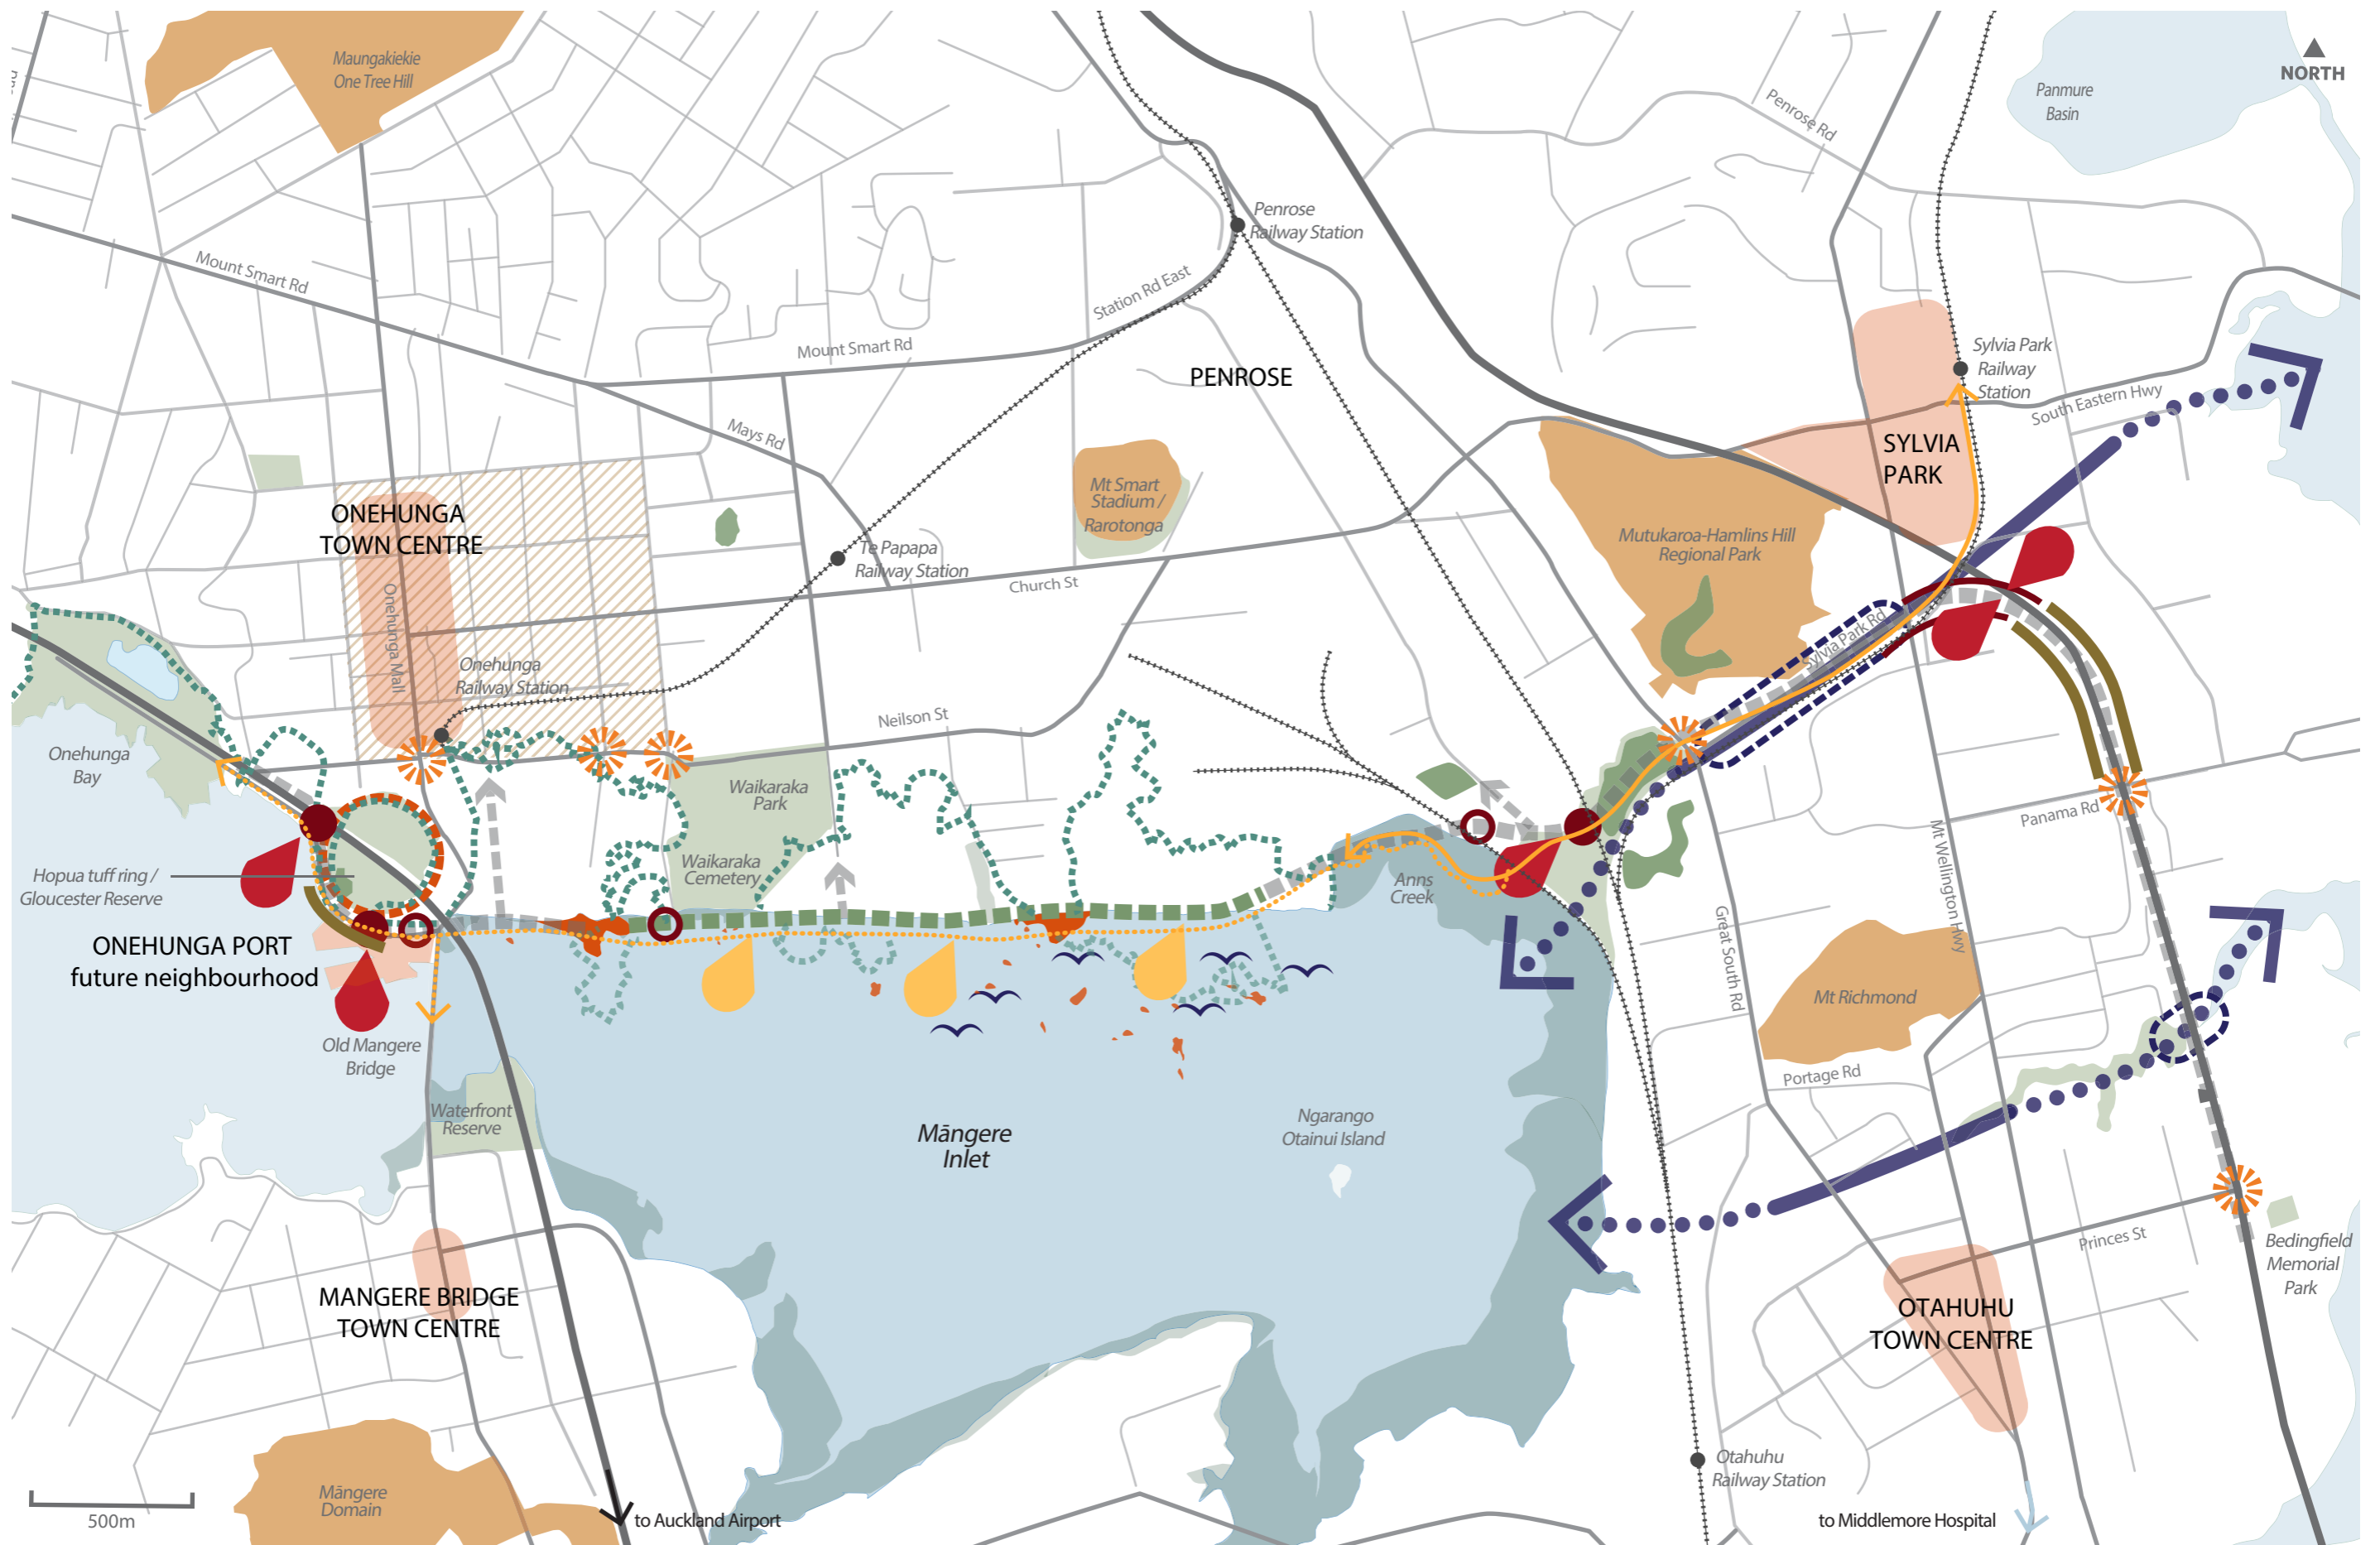 Maungakiekie
One Tree Hill
Panmure
Basin
NORTH
Penrose Rd
Penrose
Railway Station
Mount Smart Rd
Station Rd East
Mount Smart Rd
PENROSE
Sylvia Park
Railway
Station
South Eastern Hwy
Mays Rd
SYLVIA
PARK
ONEHUNGA
TOWN CENTRE
Mt Smart
Stadium /
Rarotonga
Mutukaroa-Hamlins Hill
Regional Park
Te Papapa
Railway Station
Church St
Onehunga Mall
Onehunga
Railway Station
Sylvia Park Rd
Neilson St
Onehunga
Bay
Waikaraka
Park
Panama Rd
Mt Wellington Hwy
Waikaraka
Cemetery
Hopua tuff ring /
Gloucester Reserve
Anns
Creek
Great South Rd
ONEHUNGA PORT
future neighbourhood
Mt Richmond
Old Mangere
Bridge
Portage Rd
Waterfront
Reserve
Māngere
Inlet
Ngarango
Otainui Island
Princes St
Bedingfield
Memorial
Park
MANGERE BRIDGE
TOWN CENTRE
OTAHUHU
TOWN CENTRE
Otahuhu
Railway Station
Māngere
Domain
500m
to Auckland Airport
to Middlemore Hospital